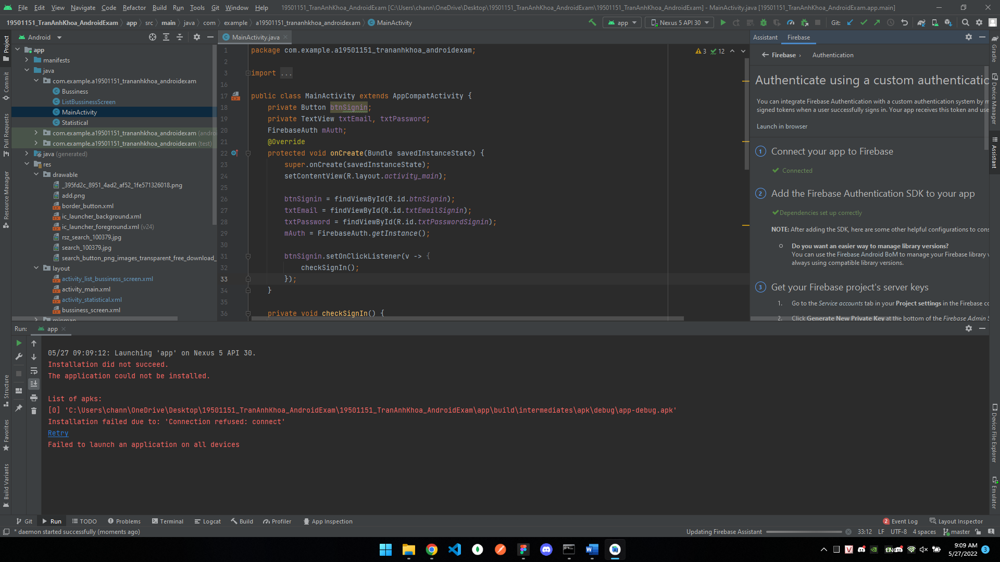 File Edit View Navigate Code Refactor Build Run Tools Git Window Help 19501151_TranAnhKhoa_AndroidExam [C:\Users\chann\OneDrive\Desktop\19501151_TranAnhKhoa_AndroidExam\19501151_TranAnhKhoa_AndroidExam] - MainActivity.java [19501151_TranAnhKhoa_AndroidExam.app.main]
19501151_TranAnhKhoa_AndroidExam app src main java com example a19501151_trananhkhoa_androidexam MainActivity app Nexus 5 API 30 Git:
Project
Commit
Pull Requests
Resource Manager
Structure
Favorites
Build Variants
Android
app
manifests
java
com.example.a19501151_trananhkhoa_androidexam
Bussiness
ListBussinessScreen
MainActivity
Statistical
com.example.a19501151_trananhkhoa_androidexam (andro
com.example.a19501151_trananhkhoa_androidexam (test)
java (generated)
res
drawable
_395fd2c_8951_4ad2_af52_1fe571326018.png
add.png
border_button.xml
ic_launcher_background.xml
ic_launcher_foreground.xml (v24)
rsz_search_100379.jpg
search_100379.jpg
search_button_png_images_transparent_free_download_
layout
activity_list_bussiness_screen.xml
activity_main.xml
activity_statistical.xml
bussiness_screen.xml
mipmap
MainActivity.java
3 12
1 package com.example.a19501151_trananhkhoa_androidexam;
2
3 import ...
16
17 public class MainActivity extends AppCompatActivity {
18 private Button btnSignin;
19 private TextView txtEmail, txtPassword;
20 FirebaseAuth mAuth;
21 @Override
22 protected void onCreate(Bundle savedInstanceState) {
23 super.onCreate(savedInstanceState);
24 setContentView(R.layout.activity_main);
25
26 btnSignin = findViewById(R.id.btnSignin);
27 txtEmail = findViewById(R.id.txtEmailSignin);
28 txtPassword = findViewById(R.id.txtPasswordSignin);
29 mAuth = FirebaseAuth.getInstance();
30
31 btnSignin.setOnClickListener(v -> {
32 checkSignIn();
33 });
34 }
35
36 private void checkSignIn() {
Assistant Firebase
Firebase › Authentication
Authenticate using a custom authenticatic
You can integrate Firebase Authentication with a custom authentication system by m
signed tokens when a user successfully signs in. Your app receives this token and use
Launch in browser
1 Connect your app to Firebase
Connected
2 Add the Firebase Authentication SDK to your app
Dependencies set up correctly
NOTE: After adding the SDK, here are some other helpful configurations to cons
Do you want an easier way to manage library versions?
You can use the Firebase Android BoM to manage your Firebase library v
always using compatible library versions.
3 Get your Firebase project's server keys
1. Go to the Service accounts tab in your Project settings in the Firebase co
2. Click Generate New Private Key at the bottom of the Firebase Admin S
Gradle
Device Manager
Assistant
Device File Explorer
Emulator
Run: app
05/27 09:09:12: Launching 'app' on Nexus 5 API 30.
Installation did not succeed.
The application could not be installed.
List of apks:
[0] 'C:\Users\chann\OneDrive\Desktop\19501151_TranAnhKhoa_AndroidExam\19501151_TranAnhKhoa_AndroidExam\app\build\intermediates\apk\debug\app-debug.apk'
Installation failed due to: 'Connection refused: connect'
Retry
Failed to launch an application on all devices
Git Run TODO Problems Terminal Logcat Build Profiler App Inspection 2 Event Log Layout Inspector
* daemon started successfully (moments ago) Updating Firebase Assistant 33:12 LF UTF-8 4 spaces master
ENG 9:09 AM
5/27/2022 3